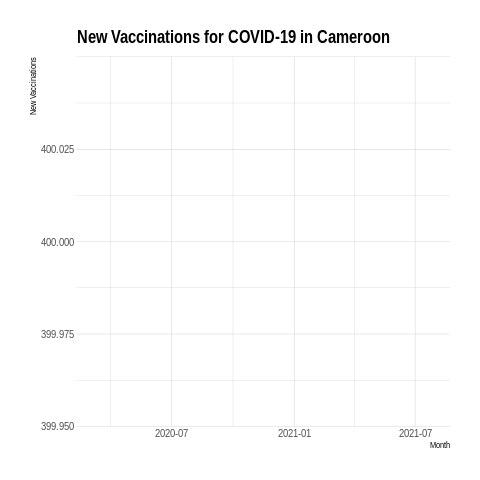 New Vaccinations for COVID-19 in Cameroon
New Vaccinations
400.025
400.000
399.975
399.950
2020-07 2021-01 2021-07
Month